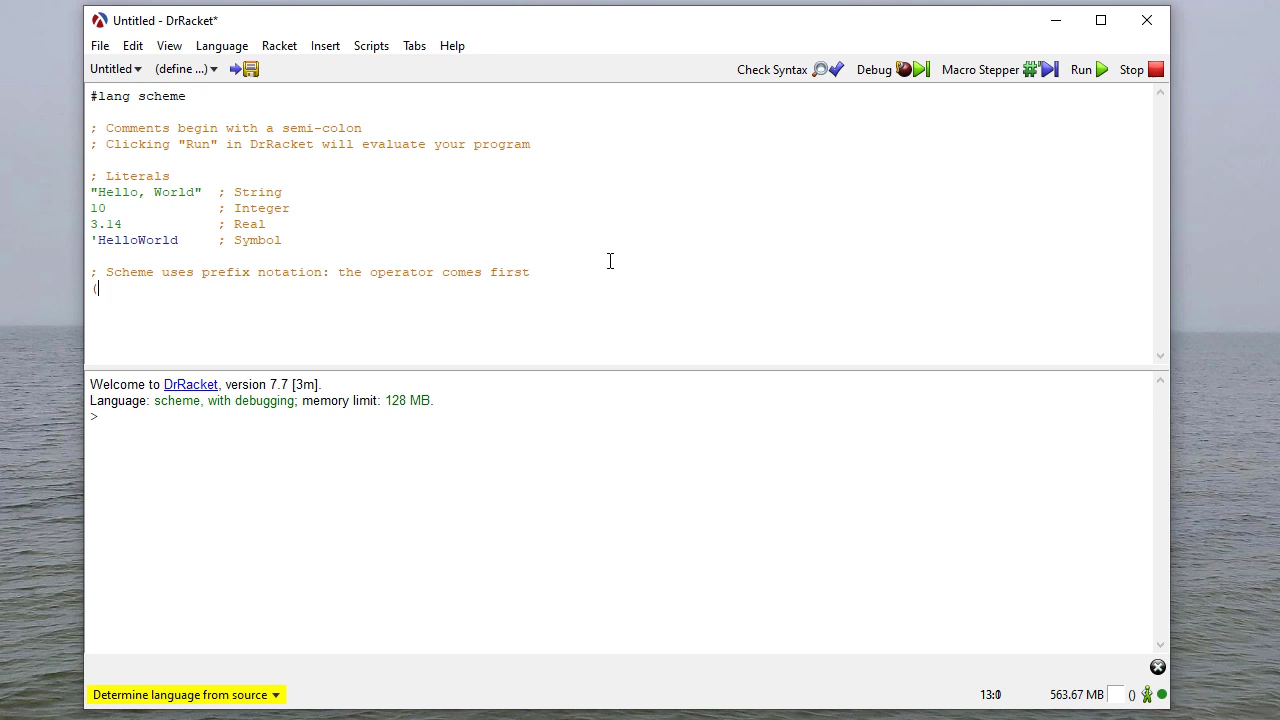 Untitled - DrRacket*
File Edit View Language Racket Insert Scripts Tabs Help
Untitled (define ...) Check Syntax Debug Macro Stepper Run Stop
#lang scheme
; Comments begin with a semi-colon
; Clicking "Run" in DrRacket will evaluate your program
; Literals
"Hello, World" ; String
10 ; Integer
3.14 ; Real
'HelloWorld ; Symbol
; Scheme uses prefix notation: the operator comes first
(
Welcome to DrRacket, version 7.7 [3m].
Language: scheme, with debugging; memory limit: 128 MB.
>
Determine language from source 13:0 563.67 MB ()